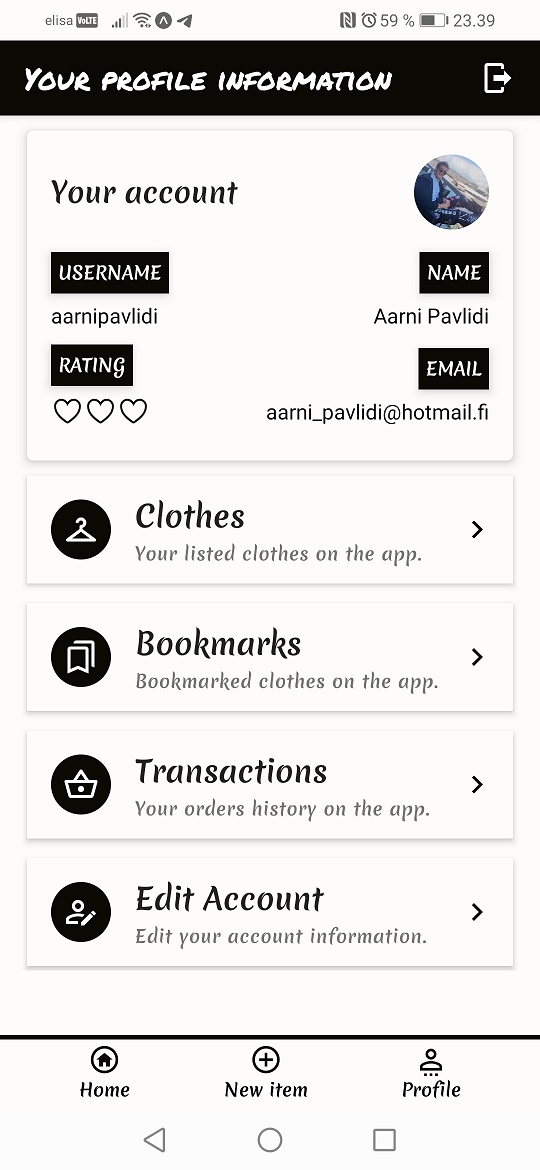 elisa VoLTE 59 % 23.39
Your profile information
Your account
USERNAME NAME
aarnipavlidi Aarni Pavlidi
RATING EMAIL
aarni_pavlidi@hotmail.fi
Clothes
Your listed clothes on the app.
Bookmarks
Bookmarked clothes on the app.
Transactions
Your orders history on the app.
Edit Account
Edit your account information.
Home New item Profile